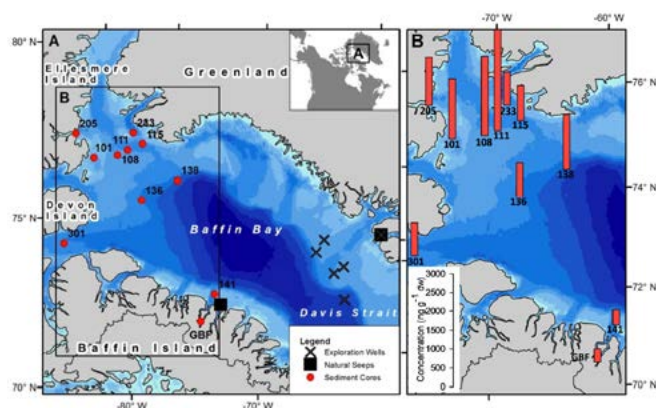 80° N
A
Ellesmere
Island
Greenland
A
B
205
233
115
111
101
108
138
136
Devon
Island
75° N
Baffin Bay
301
141
Davis Strait
GBF
Baffin Island
Legend
Exploration Wells
Natural Seeps
Sediment Cores
70° N
-80° W
-70° W
B
-70° W
-60° W
76° N
205
233
111
115
101
108
74° N
138
136
301
72° N
3000
2500
2000
1500
1000
500
0
Concentration (ng g-1 dw)
141
GBF
70° N